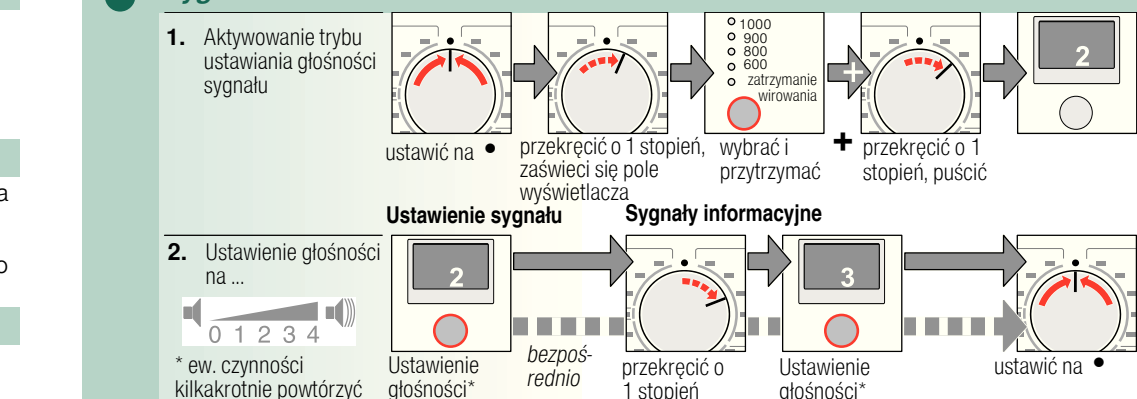 1. Aktywowanie trybu
ustawiania głośności
sygnału
ustawić na •
przekręcić o 1 stopień,
zaświeci się pole
wyświetlacza
1000
900
800
600
zatrzymanie
wirowania
wybrać i
przytrzymać
+
+
przekręcić o 1
stopień, puścić
2
Ustawienie sygnału
Sygnały informacyjne
2. Ustawienie głośności
na ...
0 1 2 3 4
* ew. czynności
kilkakrotnie powtórzyć
2
Ustawienie
głośności*
bezpoś-
rednio
przekręcić o
1 stopień
3
Ustawienie
głośności*
ustawić na •
a
o